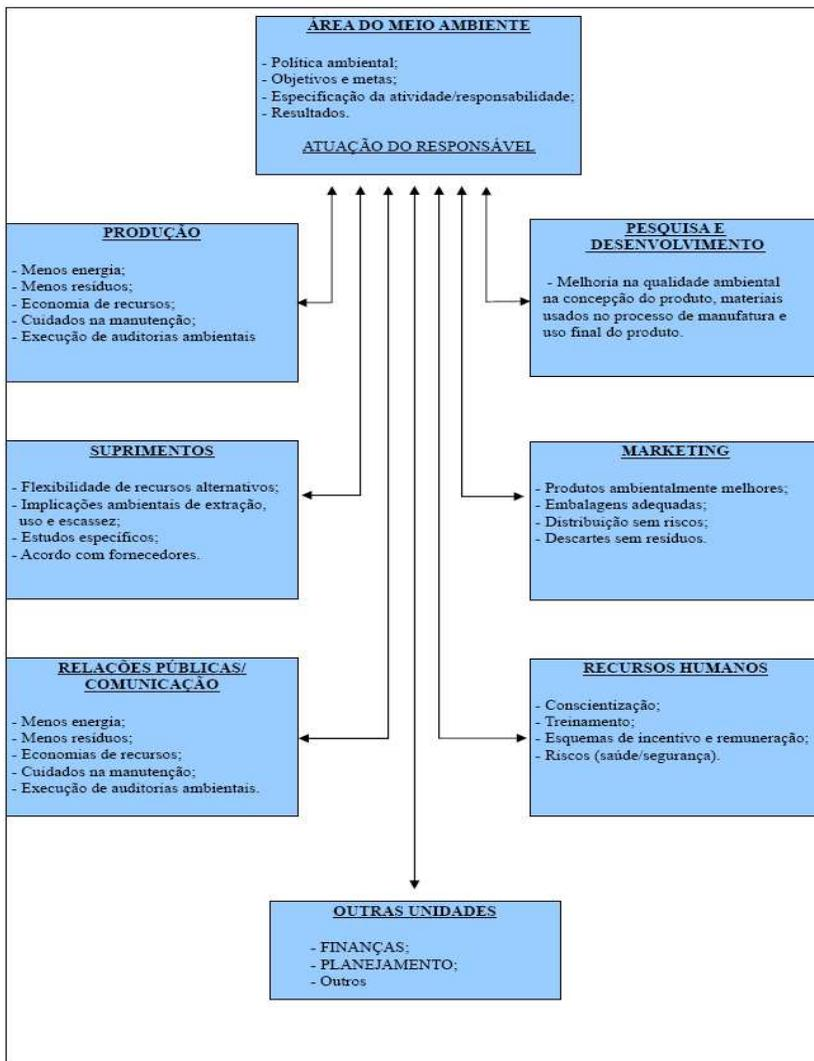 ÁREA DO MEIO AMBIENTE
- Política ambiental;
- Objetivos e metas;
- Especificação da atividade/responsabilidade;
- Resultados.
ATUAÇÃO DO RESPONSÁVEL
PRODUÇÃO
- Menos energia;
- Menos resíduos;
- Economia de recursos;
- Cuidados na manutenção;
- Execução de auditorias ambientais
PESQUISA E
DESENVOLVIMENTO
- Melhoria na qualidade ambiental
na concepção do produto, materiais
usados no processo de manufatura e
uso final do produto.
SUPRIMENTOS
- Flexibilidade de recursos alternativos;
- Implicações ambientais de extração,
uso e escassez;
- Estudos específicos;
- Acordo com fornecedores.
MARKETING
- Produtos ambientalmente melhores;
- Embalagens adequadas;
- Distribuição sem riscos;
- Descartes sem resíduos.
RELAÇÕES PÚBLICAS/
COMUNICAÇÃO
- Menos energia;
- Menos resíduos;
- Economias de recursos;
- Cuidados na manutenção;
- Execução de auditorias ambientais.
RECURSOS HUMANOS
- Conscientização;
- Treinamento;
- Esquemas de incentivo e remuneração;
- Riscos (saúde/segurança).
OUTRAS UNIDADES
- FINANÇAS;
- PLANEJAMENTO;
- Outros